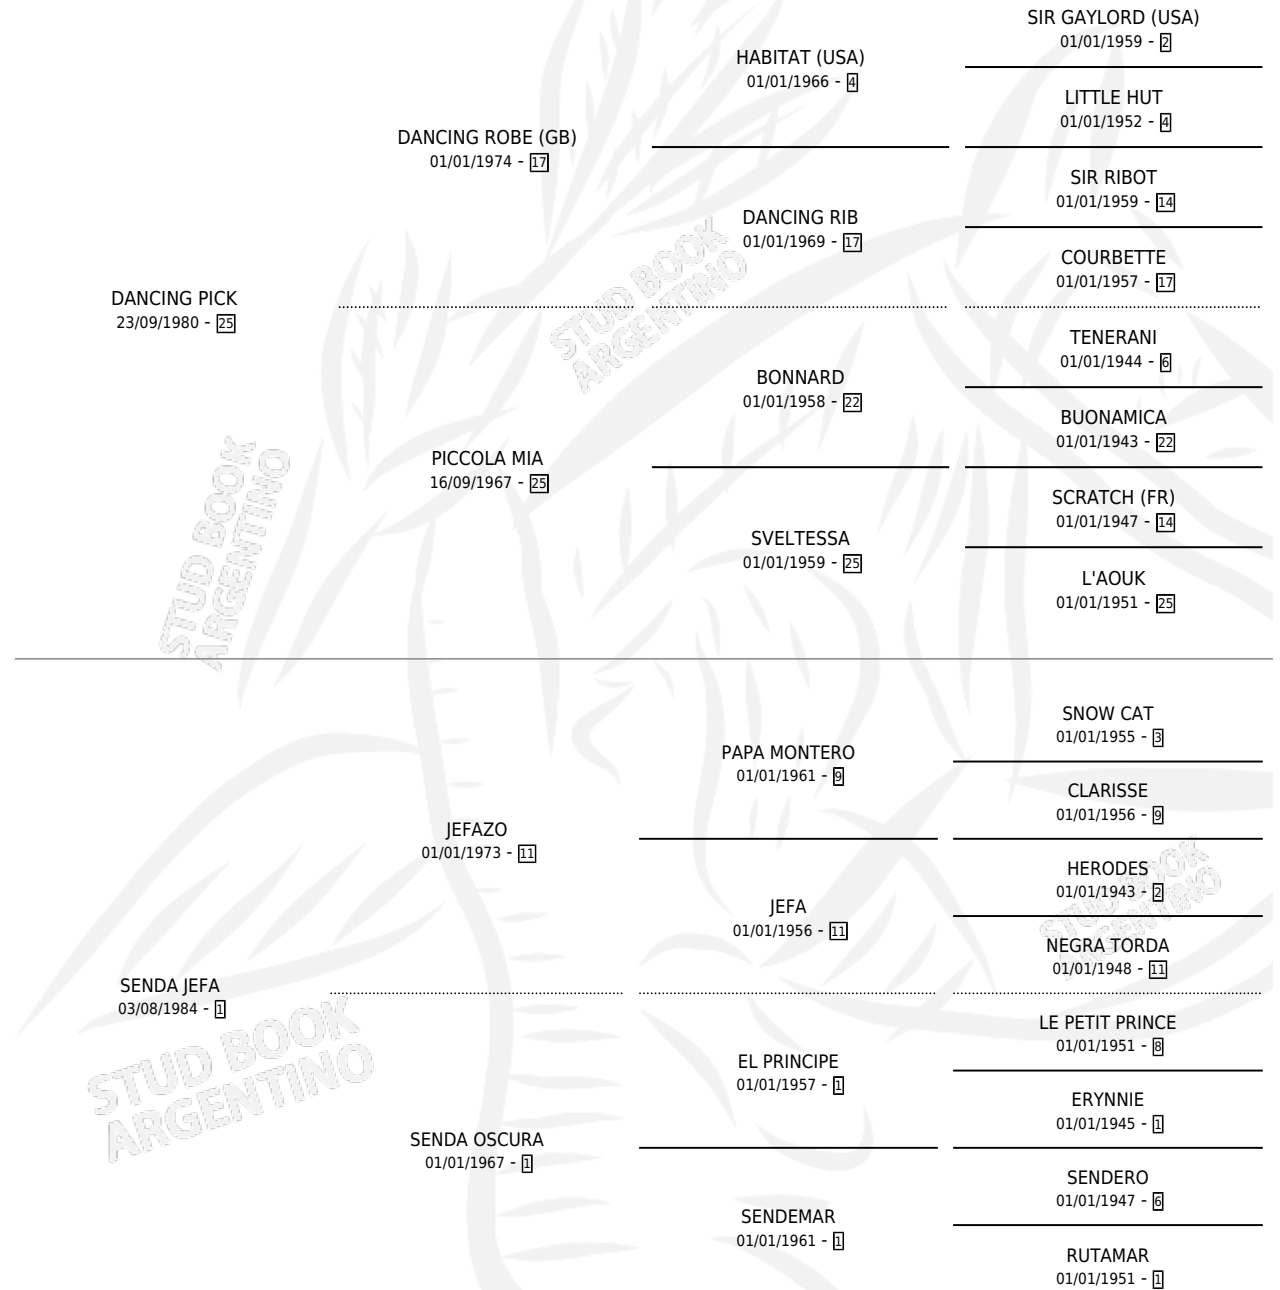 SIR GAYLORD (USA)
01/01/1959 - 2
HABITAT (USA)
01/01/1966 - 4
LITTLE HUT
01/01/1952 - 4
DANCING ROBE (GB)
01/01/1974 - 17
SIR RIBOT
01/01/1959 - 14
DANCING RIB
01/01/1969 - 17
COURBETTE
01/01/1957 - 17
DANCING PICK
23/09/1980 - 25
STUD BOOK
ARGENTINO
TENERANI
01/01/1944 - 6
BONNARD
01/01/1958 - 22
BUONAMICA
01/01/1943 - 22
PICCOLA MIA
16/09/1967 - 25
SCRATCH (FR)
01/01/1947 - 14
SVELTESSA
01/01/1959 - 25
L'AOUK
01/01/1951 - 25
STUD BOOK
ARGENTINO
SNOW CAT
01/01/1955 - 3
PAPA MONTERO
01/01/1961 - 9
CLARISSE
01/01/1956 - 9
JEFAZO
01/01/1973 - 11
HERODES
01/01/1943 - 2
JEFA
01/01/1956 - 11
STUD BOOK
ARGENTINO
NEGRA TORDA
01/01/1948 - 11
SENDA JEFA
03/08/1984 - 1
LE PETIT PRINCE
01/01/1951 - 8
EL PRINCIPE
01/01/1957 - 1
STUD BOOK
ARGENTINO
ERYNNIE
01/01/1945 - 1
SENDA OSCURA
01/01/1967 - 1
SENDERO
01/01/1947 - 6
SENDEMAR
01/01/1961 - 1
RUTAMAR
01/01/1951 - 1